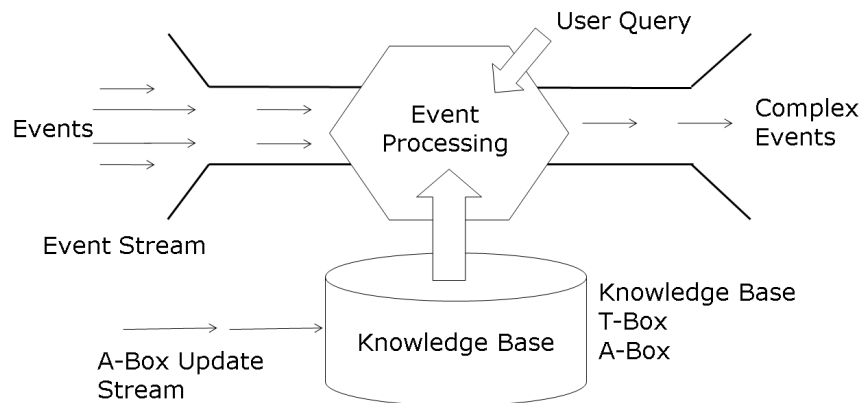 User Query
Events
Event
Processing
Complex
Events
Event Stream
Knowledge Base
Knowledge Base
T-Box
A-Box
A-Box Update
Stream